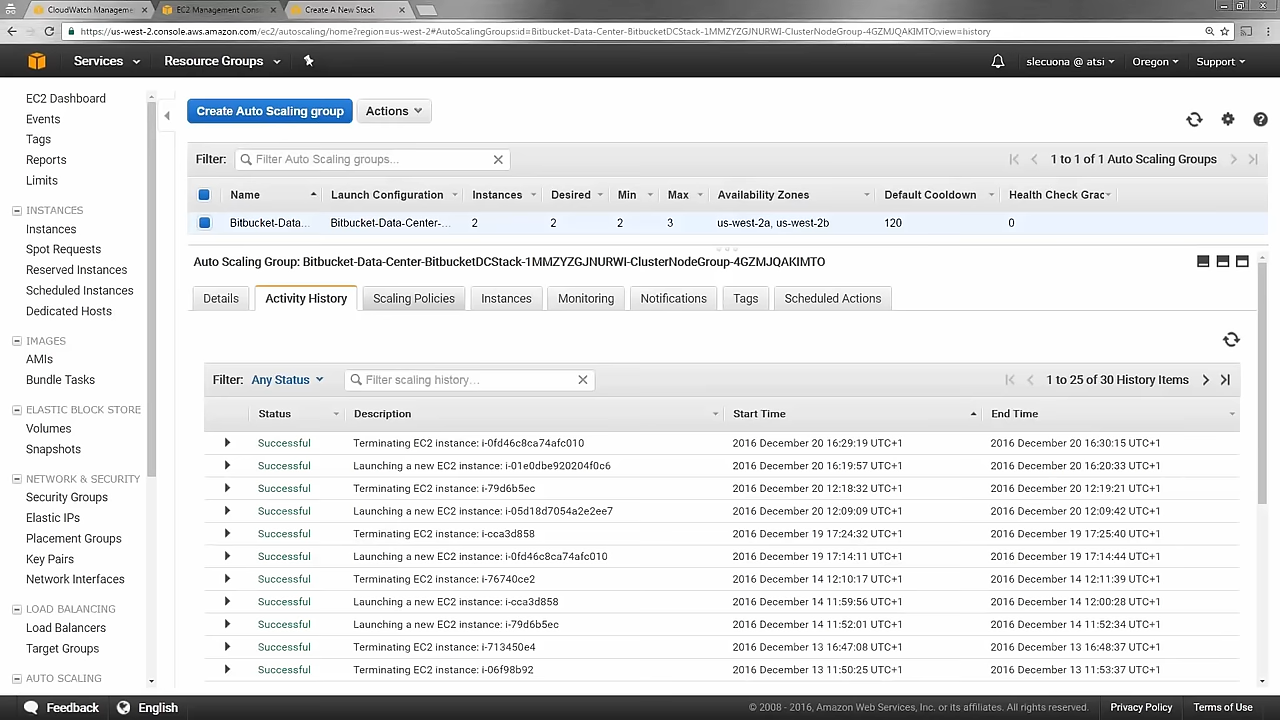 CloudWatch Manageme
EC2 Management Cons
Create A New Stack
https://us-west-2.console.aws.amazon.com/ec2/autoscaling/home?region=us-west-2#AutoScalingGroups:id=Bitbucket-Data-Center-BitbucketDCStack-1MMZYZGJNURWI-ClusterNodeGroup-4GZMJQAKIMTO;view=history
Services Resource Groups slecuona @ atsi Oregon Support
EC2 Dashboard
Events
Tags
Reports
Limits
INSTANCES
Instances
Spot Requests
Reserved Instances
Scheduled Instances
Dedicated Hosts
IMAGES
AMIs
Bundle Tasks
ELASTIC BLOCK STORE
Volumes
Snapshots
NETWORK & SECURITY
Security Groups
Elastic IPs
Placement Groups
Key Pairs
Network Interfaces
LOAD BALANCING
Load Balancers
Target Groups
AUTO SCALING
Create Auto Scaling group Actions
Filter: Filter Auto Scaling groups... 1 to 1 of 1 Auto Scaling Groups
Name Launch Configuration Instances Desired Min Max Availability Zones Default Cooldown Health Check Grac
Bitbucket-Data... Bitbucket-Data-Center-... 2 2 2 3 us-west-2a, us-west-2b 120 0
Auto Scaling Group: Bitbucket-Data-Center-BitbucketDCStack-1MMZYZGJNURWI-ClusterNodeGroup-4GZMJQAKIMTO
Details Activity History Scaling Policies Instances Monitoring Notifications Tags Scheduled Actions
Filter: Any Status Filter scaling history... 1 to 25 of 30 History Items
Status Description Start Time End Time
Successful Terminating EC2 instance: i-0fd46c8ca74afc010 2016 December 20 16:29:19 UTC+1 2016 December 20 16:30:15 UTC+1
Successful Launching a new EC2 instance: i-01e0dbe920204f0c6 2016 December 20 16:19:57 UTC+1 2016 December 20 16:20:33 UTC+1
Successful Terminating EC2 instance: i-79d6b5ec 2016 December 20 12:18:32 UTC+1 2016 December 20 12:19:21 UTC+1
Successful Launching a new EC2 instance: i-05d18d7054a2e2ee7 2016 December 20 12:09:09 UTC+1 2016 December 20 12:09:42 UTC+1
Successful Terminating EC2 instance: i-cca3d858 2016 December 19 17:24:32 UTC+1 2016 December 19 17:25:40 UTC+1
Successful Launching a new EC2 instance: i-0fd46c8ca74afc010 2016 December 19 17:14:11 UTC+1 2016 December 19 17:14:44 UTC+1
Successful Terminating EC2 instance: i-76740ce2 2016 December 14 12:10:17 UTC+1 2016 December 14 12:11:39 UTC+1
Successful Launching a new EC2 instance: i-cca3d858 2016 December 14 11:59:56 UTC+1 2016 December 14 12:00:28 UTC+1
Successful Launching a new EC2 instance: i-79d6b5ec 2016 December 14 11:52:01 UTC+1 2016 December 14 11:52:34 UTC+1
Successful Terminating EC2 instance: i-713450e4 2016 December 13 16:47:08 UTC+1 2016 December 13 16:48:37 UTC+1
Successful Terminating EC2 instance: i-06f98b92 2016 December 13 11:50:25 UTC+1 2016 December 13 11:53:37 UTC+1
Feedback English © 2008 - 2016, Amazon Web Services, Inc. or its affiliates. All rights reserved. Privacy Policy Terms of Use